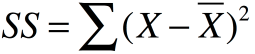 SS = ∑(X − X̅)²